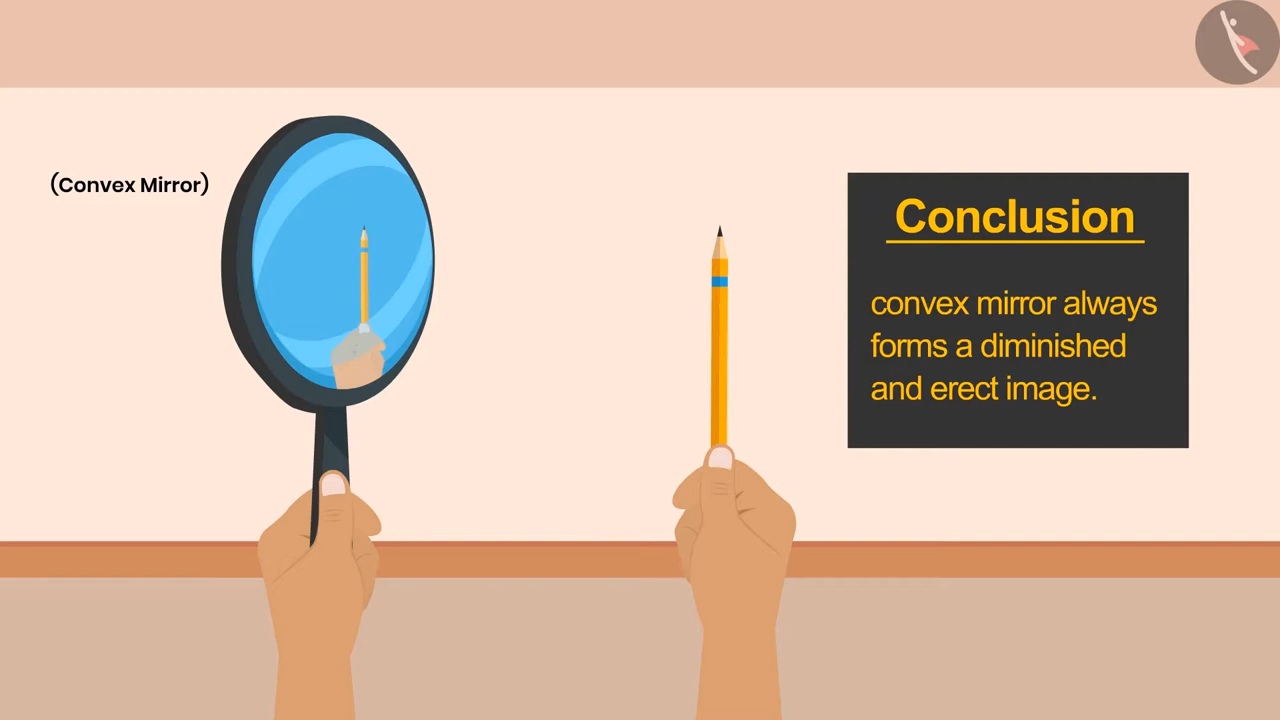 (Convex Mirror)
Conclusion
convex mirror always
forms a diminished
and erect image.